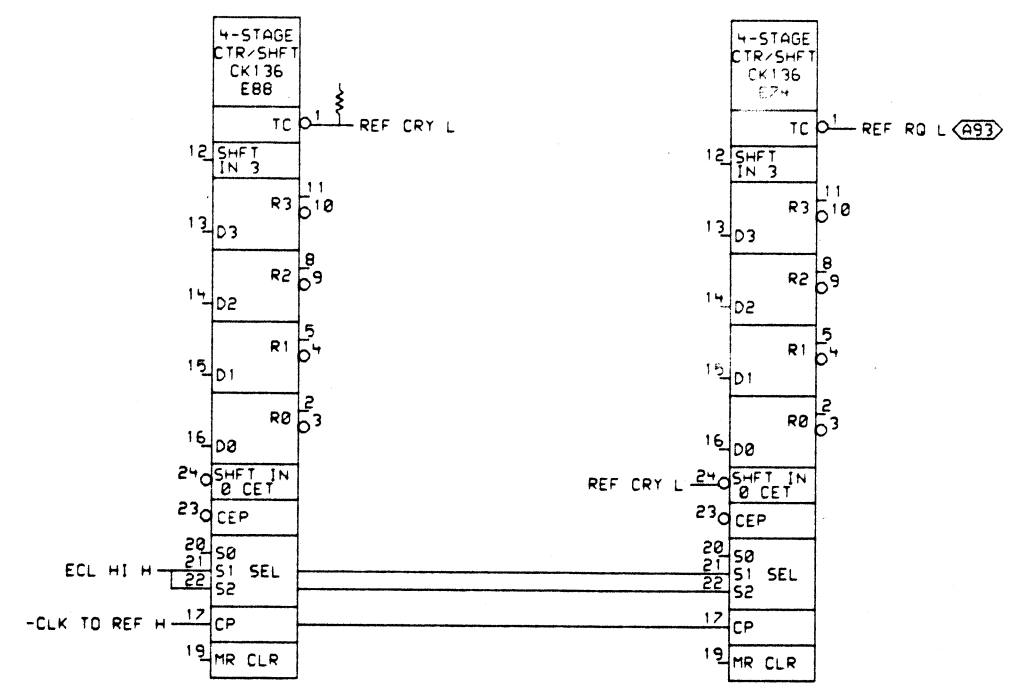 4-STAGE
CTR/SHFT
CK136
E88
TC
1
REF CRY L
12
SHFT
IN 3
R3
11
10
13
D3
R2
8
9
14
D2
R1
5
4
15
D1
R0
2
3
16
D0
24
SHFT IN
0 CET
23
CEP
20
S0
ECL HI H
21
S1
SEL
22
S2
-CLK TO REF H
17
CP
19
MR CLR
4-STAGE
CTR/SHFT
CK136
E74
TC
1
REF RQ L
A93
12
SHFT
IN 3
R3
11
10
13
D3
R2
8
9
14
D2
R1
5
4
15
D1
R0
2
3
16
D0
REF CRY L
24
SHFT IN
0 CET
23
CEP
20
S0
21
S1
SEL
22
S2
17
CP
19
MR CLR